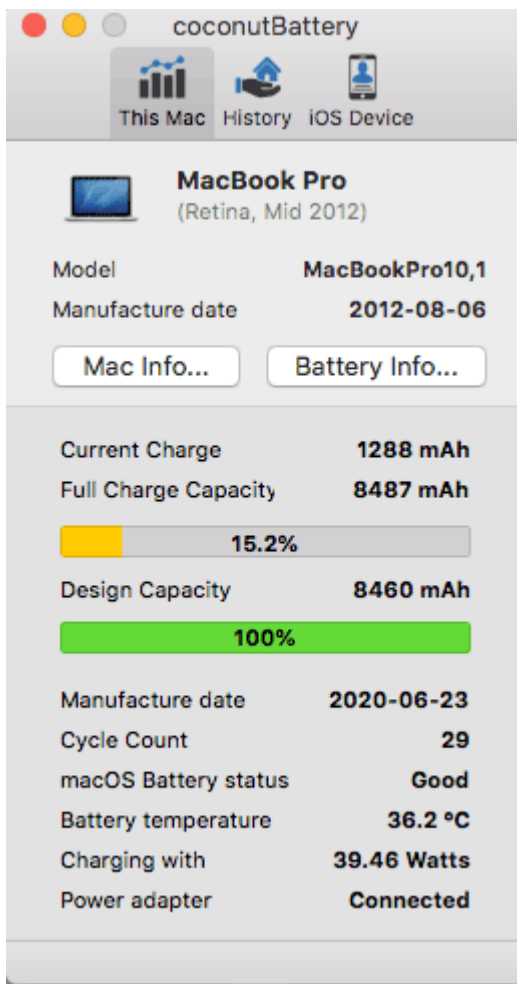 coconutBattery
This Mac History iOS Device
MacBook Pro
(Retina, Mid 2012)
Model MacBookPro10,1
Manufacture date 2012-08-06
Mac Info... Battery Info...
Current Charge 1288 mAh
Full Charge Capacity 8487 mAh
15.2%
Design Capacity 8460 mAh
100%
Manufacture date 2020-06-23
Cycle Count 29
macOS Battery status Good
Battery temperature 36.2 °C
Charging with 39.46 Watts
Power adapter Connected